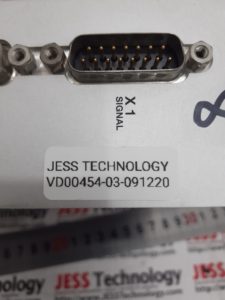 X 1
SIGNAL
JESS TECHNOLOGY
VD00454-03-091220
JESS Technology